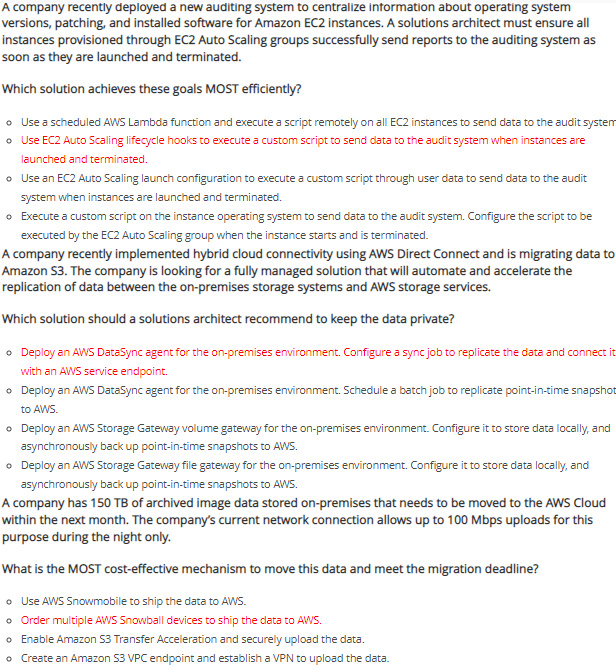 A company recently deployed a new auditing system to centralize information about operating system
versions, patching, and installed software for Amazon EC2 instances. A solutions architect must ensure all
instances provisioned through EC2 Auto Scaling groups successfully send reports to the auditing system as
soon as they are launched and terminated.
Which solution achieves these goals MOST efficiently?
Use a scheduled AWS Lambda function and execute a script remotely on all EC2 instances to send data to the audit system
Use EC2 Auto Scaling lifecycle hooks to execute a custom script to send data to the audit system when instances are
launched and terminated.
Use an EC2 Auto Scaling launch configuration to execute a custom script through user data to send data to the audit
system when instances are launched and terminated.
Execute a custom script on the instance operating system to send data to the audit system. Configure the script to be
executed by the EC2 Auto Scaling group when the instance starts and is terminated.
A company recently implemented hybrid cloud connectivity using AWS Direct Connect and is migrating data to
Amazon S3. The company is looking for a fully managed solution that will automate and accelerate the
replication of data between the on-premises storage systems and AWS storage services.
Which solution should a solutions architect recommend to keep the data private?
Deploy an AWS DataSync agent for the on-premises environment. Configure a sync job to replicate the data and connect it
with an AWS service endpoint.
Deploy an AWS DataSync agent for the on-premises environment. Schedule a batch job to replicate point-in-time snapshot
to AWS.
Deploy an AWS Storage Gateway volume gateway for the on-premises environment. Configure it to store data locally, and
asynchronously back up point-in-time snapshots to AWS.
Deploy an AWS Storage Gateway file gateway for the on-premises environment. Configure it to store data locally, and
asynchronously back up point-in-time snapshots to AWS.
A company has 150 TB of archived image data stored on-premises that needs to be moved to the AWS Cloud
within the next month. The company's current network connection allows up to 100 Mbps uploads for this
purpose during the night only.
What is the MOST cost-effective mechanism to move this data and meet the migration deadline?
Use AWS Snowmobile to ship the data to AWS.
Order multiple AWS Snowball devices to ship the data to AWS.
Enable Amazon S3 Transfer Acceleration and securely upload the data.
Create an Amazon S3 VPC endpoint and establish a VPN to upload the data.